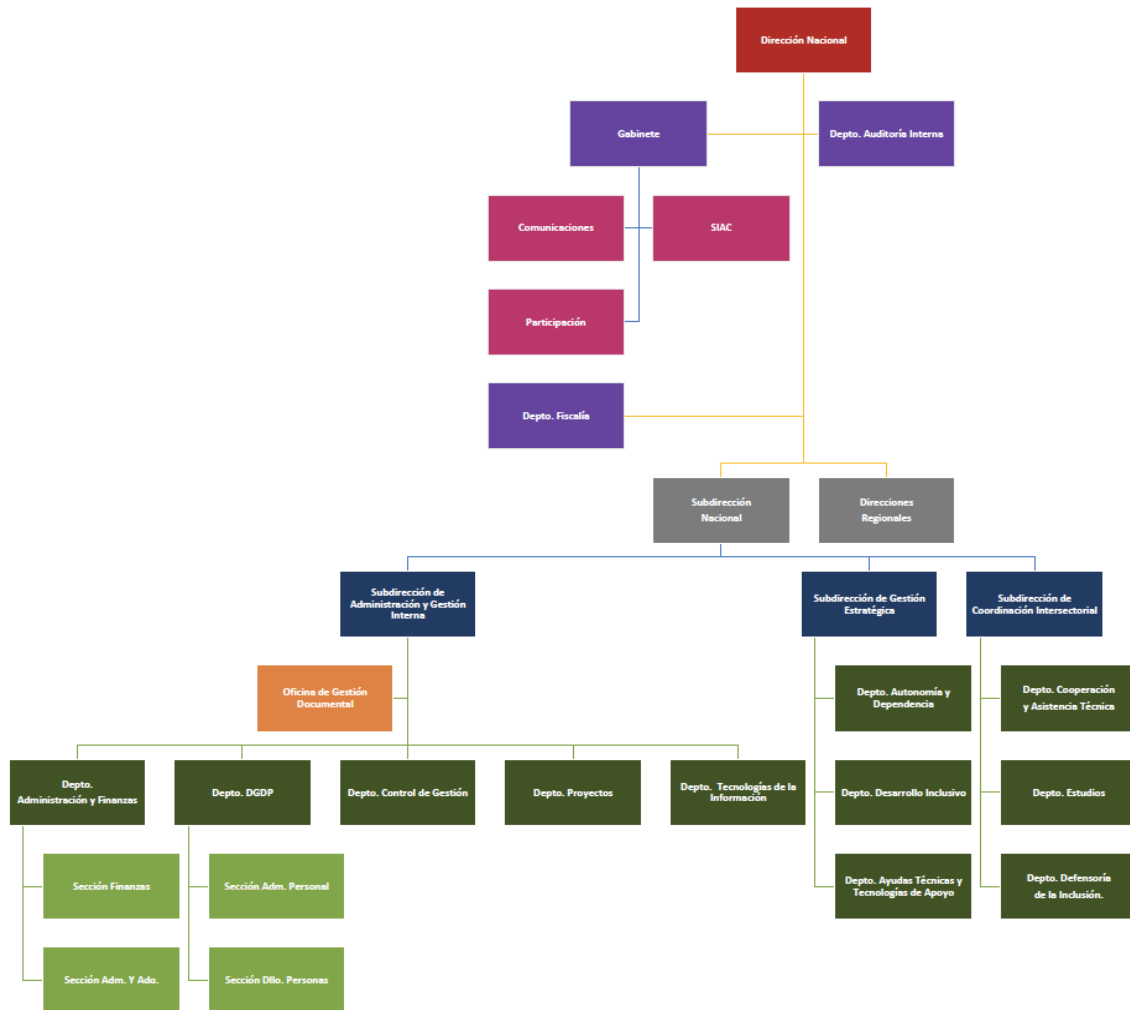 Dirección Nacional
Gabinete
Depto. Auditoría Interna
Comunicaciones
SIAC
Participación
Depto. Fiscalía
Subdirección
Nacional
Direcciones
Regionales
Subdirección de
Administración y Gestión
Interna
Subdirección de Gestión
Estratégica
Subdirección de
Coordinación Intersectorial
Oficina de Gestión
Documental
Depto. Autonomía y
Dependencia
Depto. Cooperación
y Asistencia Técnica
Depto.
Administración y Finanzas
Depto. DGDP
Depto. Control de Gestión
Depto. Proyectos
Depto. Tecnologías de la
Información
Depto. Desarrollo Inclusivo
Depto. Estudios
Sección Finanzas
Sección Adm. Personal
Depto. Ayudas Técnicas y
Tecnologías de Apoyo
Depto. Defensoría
de la Inclusión.
Sección Adm. Y Adq.
Sección Dllo. Personas